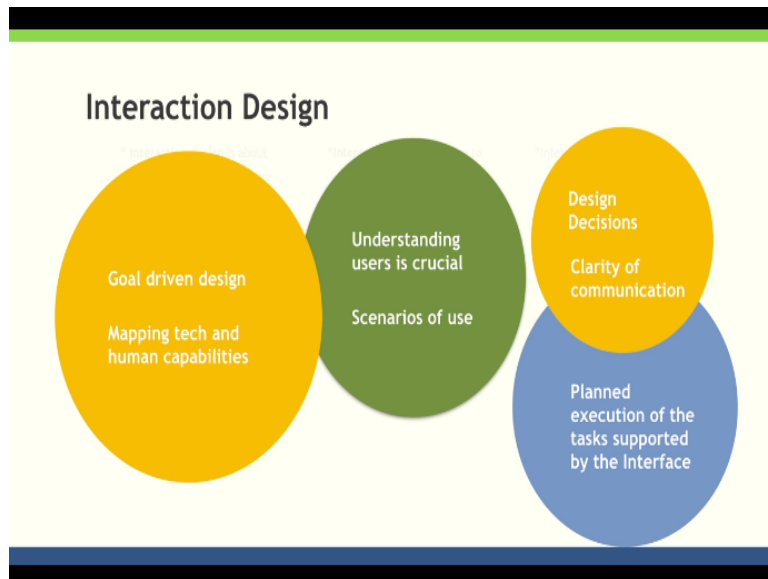 Interaction Design
Goal driven design
Mapping tech and
human capabilities
Understanding
users is crucial
Scenarios of use
Design
Decisions
Clarity of
communication
Planned
execution of the
tasks supported
by the Interface